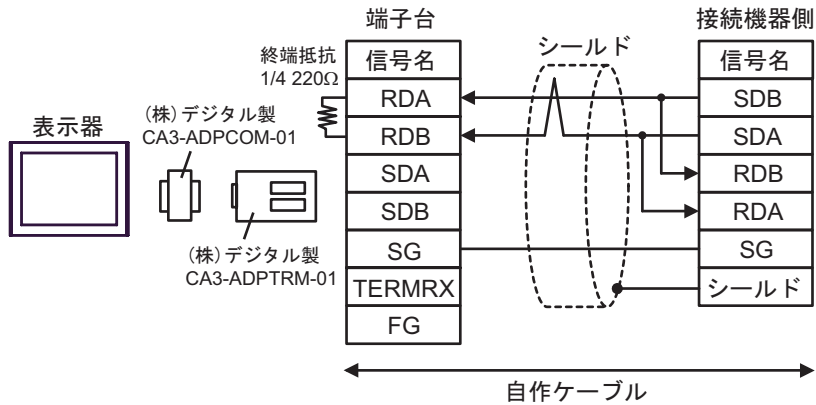 端子台
接続機器側
終端抵抗
1/4 220Ω
シールド
信号名
RDA
RDB
SDA
SDB
SG
TERMRX
FG
信号名
SDB
SDA
RDB
RDA
SG
シールド
表示器
(株)デジタル製
CA3-ADPCOM-01
(株)デジタル製
CA3-ADPTRM-01
自作ケーブル